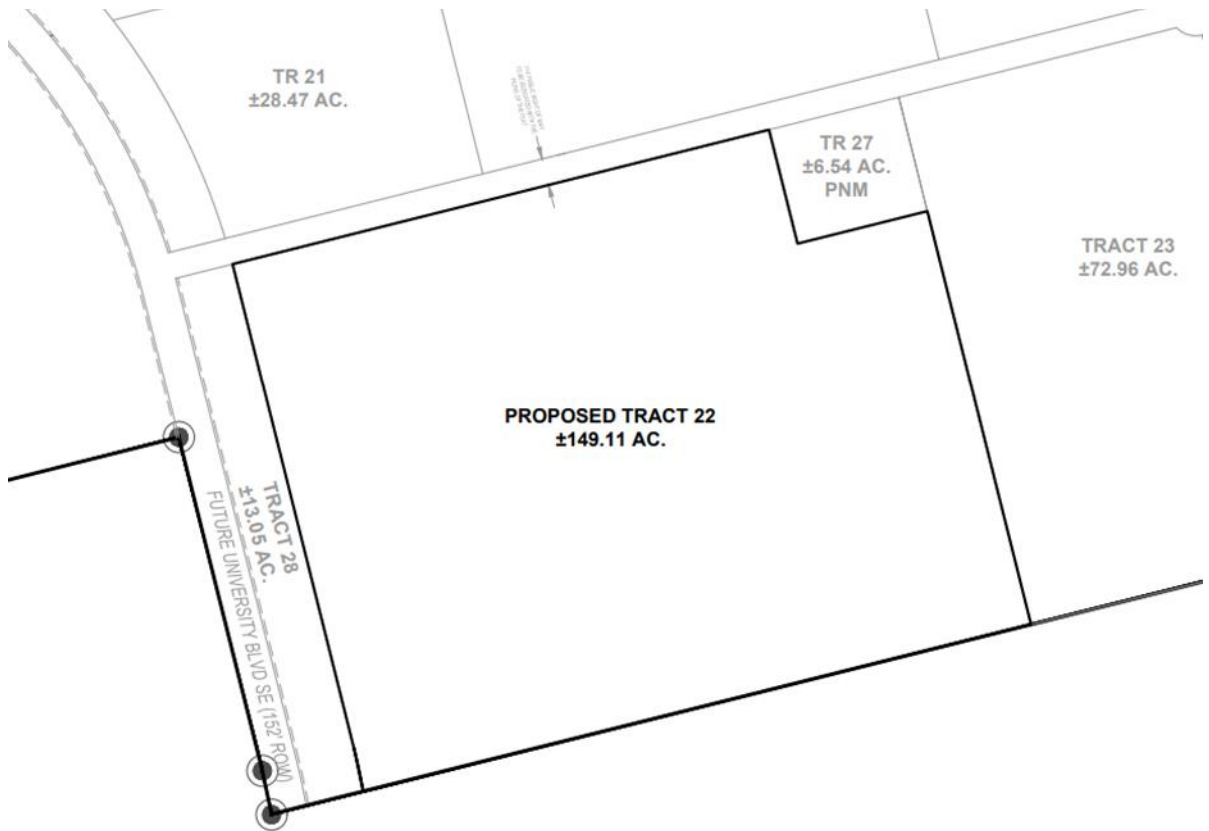 TR 21
±28.47 AC.
TR 27
±6.54 AC.
PNM
TRACT 23
±72.96 AC.
PROPOSED TRACT 22
±149.11 AC.
TRACT 28
±13.05 AC.
FUTURE UNIVERSITY BLVD SE (152' ROW)